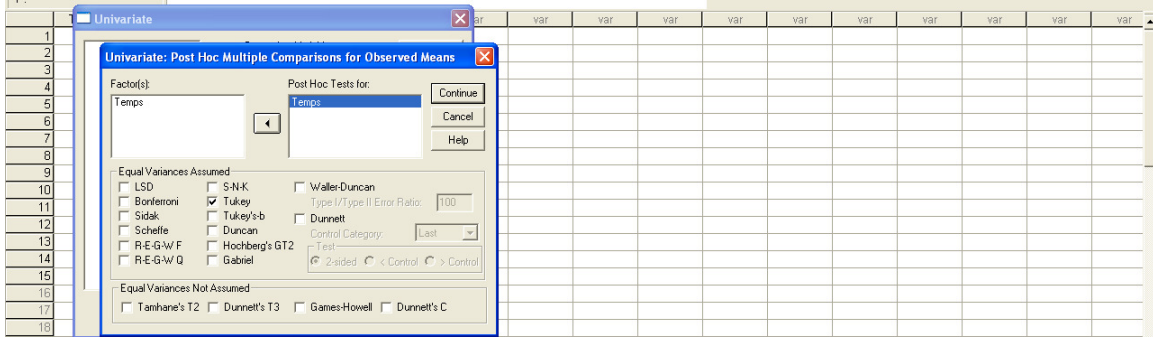 Univariate
ar var var var var var var var var var var
1
2
Univariate: Post Hoc Multiple Comparisons for Observed Means
3
4
5
6
7
8
9
10
11
12
13
14
15
16
17
18
Factor(s):
Temps
Post Hoc Tests for:
Temps
Continue
Cancel
Help
Equal Variances Assumed
LSD S-N-K Waller-Duncan
Bonferroni Tukey Type I/Type II Error Ratio: 100
Sidak Tukey's-b Dunnett
Scheffe Duncan Control Category: Last
R-E-G-W F Hochberg's GT2 Test
R-E-G-W Q Gabriel 2-sided < Control > Control
Equal Variances Not Assumed
Tamhane's T2 Dunnett's T3 Games-Howell Dunnett's C